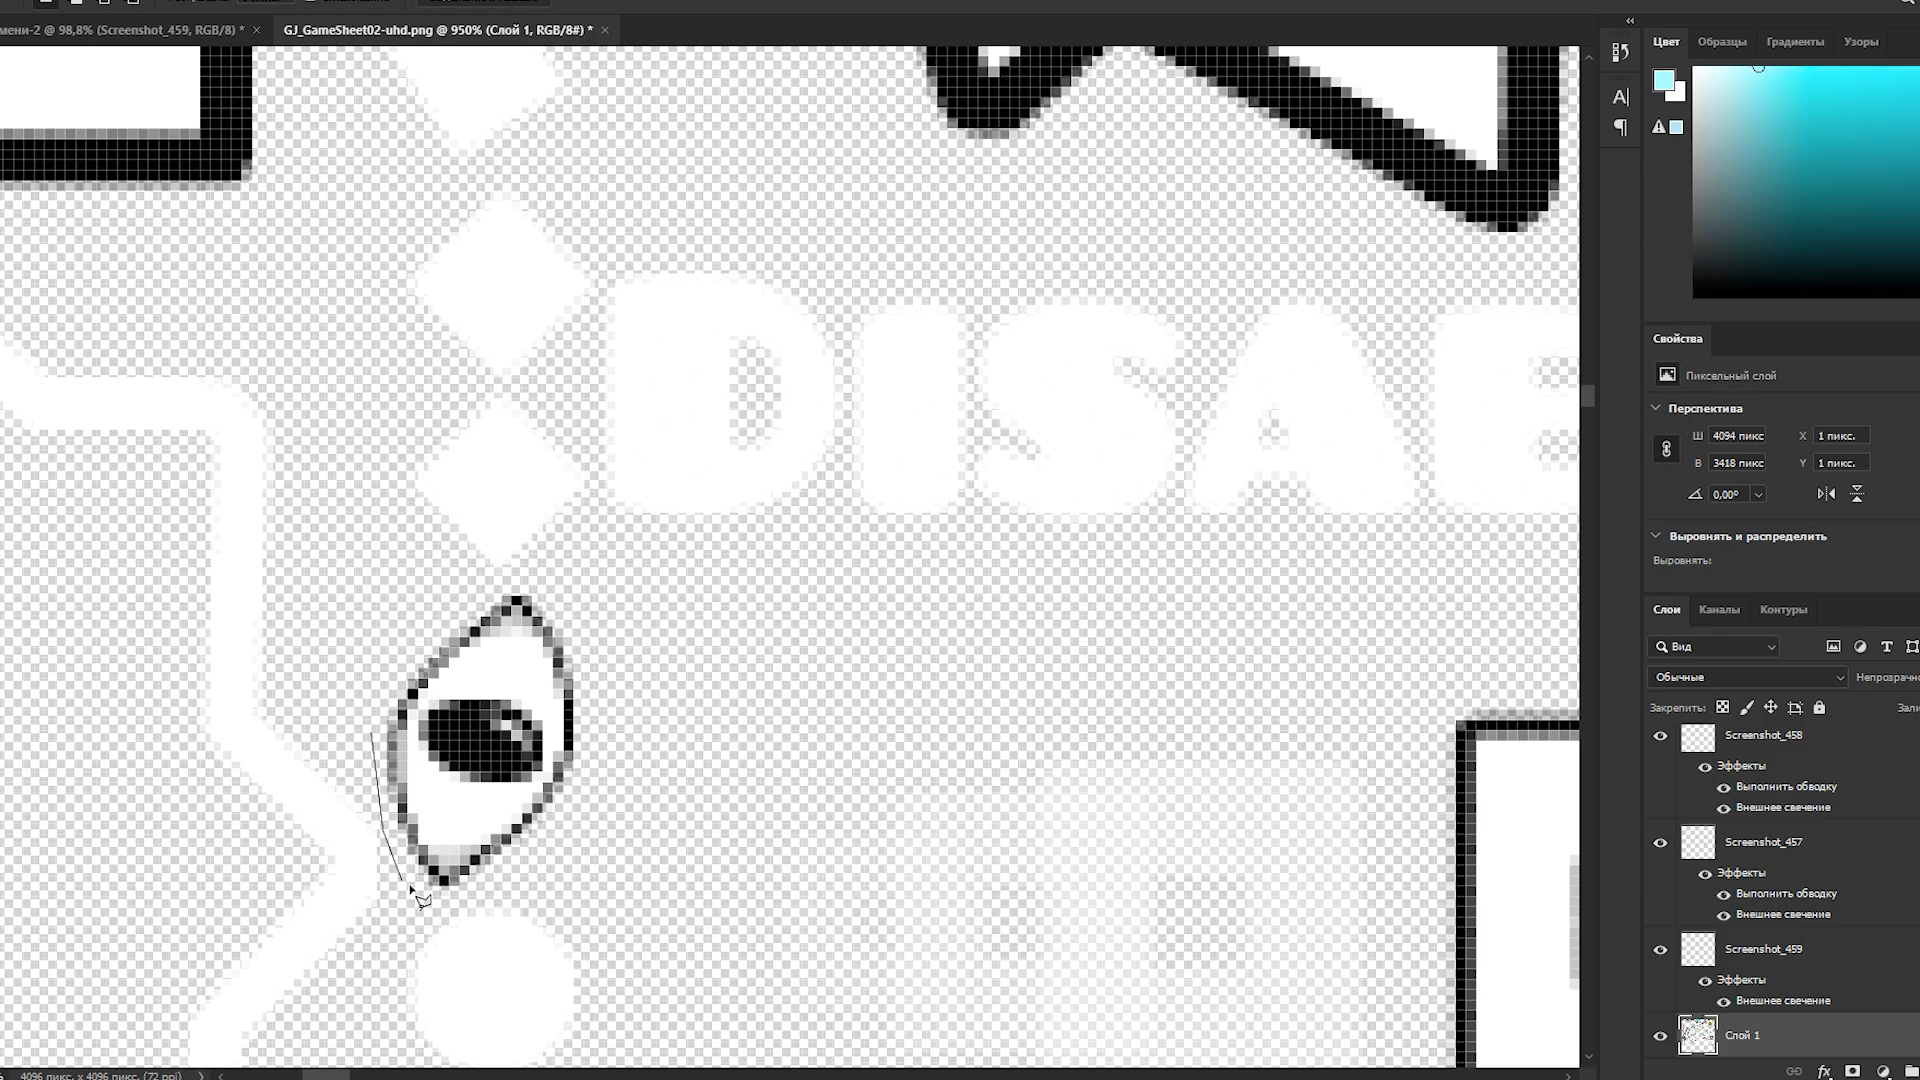 мени-2 @ 98,8% (Screenshot_459, RGB/8) *
GJ_GameSheet02-uhd.png @ 950% (Слой 1, RGB/8#) *
Цвет Образцы Градиенты Узоры
DISAE
Свойства
Пиксельный слой
Перспектива
Ш 4094 пикс X 1 пикс.
В 3418 пикс Y 1 пикс.
0,00°
Выровнять и распределить
Выровнять:
Слои Каналы Контуры
Вид
Обычные Непрозрачно
Закрепить: Зали
Screenshot_458
Эффекты
Выполнить обводку
Внешнее свечение
Screenshot_457
Эффекты
Выполнить обводку
Внешнее свечение
Screenshot_459
Эффекты
Внешнее свечение
Слой 1
fx
4096 пикс. x 4096 пикс. (72 ppi)